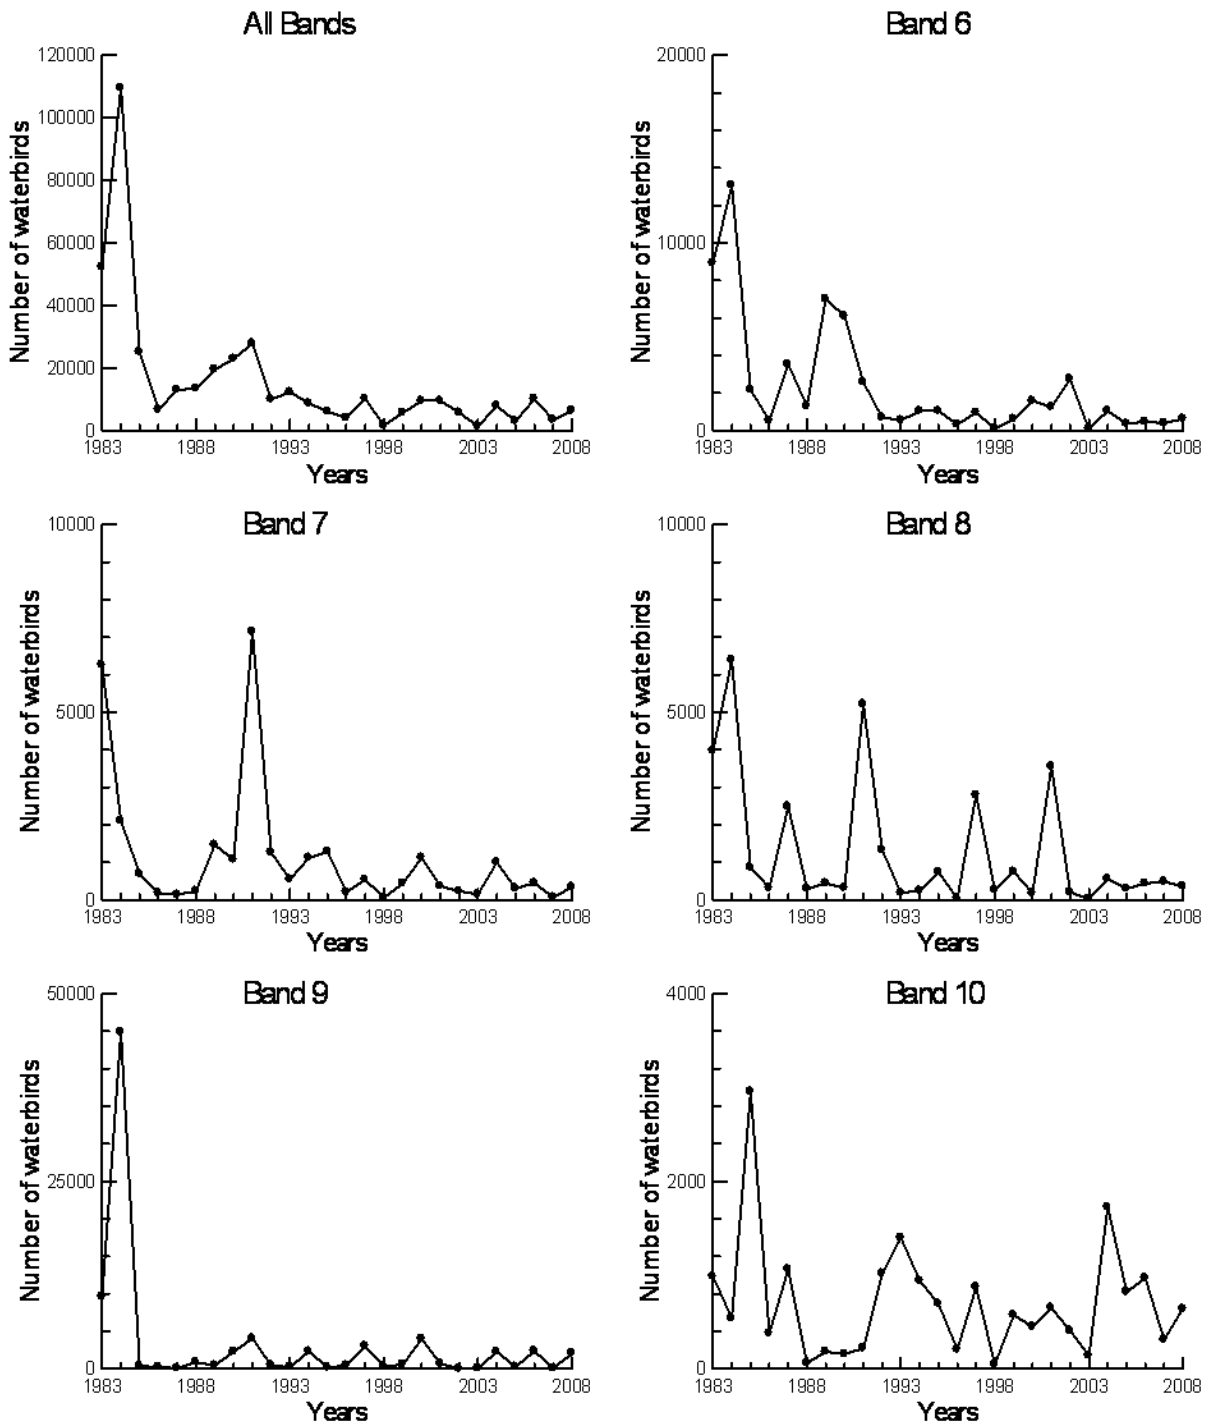 All Bands
Number of waterbirds
120000
100000
80000
60000
40000
20000
0
1983 1988 1993 1998 2003 2008
Years
Band 6
Number of waterbirds
20000
10000
0
1983 1988 1993 1998 2003 2008
Years
Band 7
Number of waterbirds
10000
5000
0
1983 1988 1993 1998 2003 2008
Years
Band 8
Number of waterbirds
10000
5000
0
1983 1988 1993 1998 2003 2008
Years
Band 9
Number of waterbirds
50000
25000
0
1983 1988 1993 1998 2003 2008
Years
Band 10
Number of waterbirds
4000
2000
0
1983 1988 1993 1998 2003 2008
Years